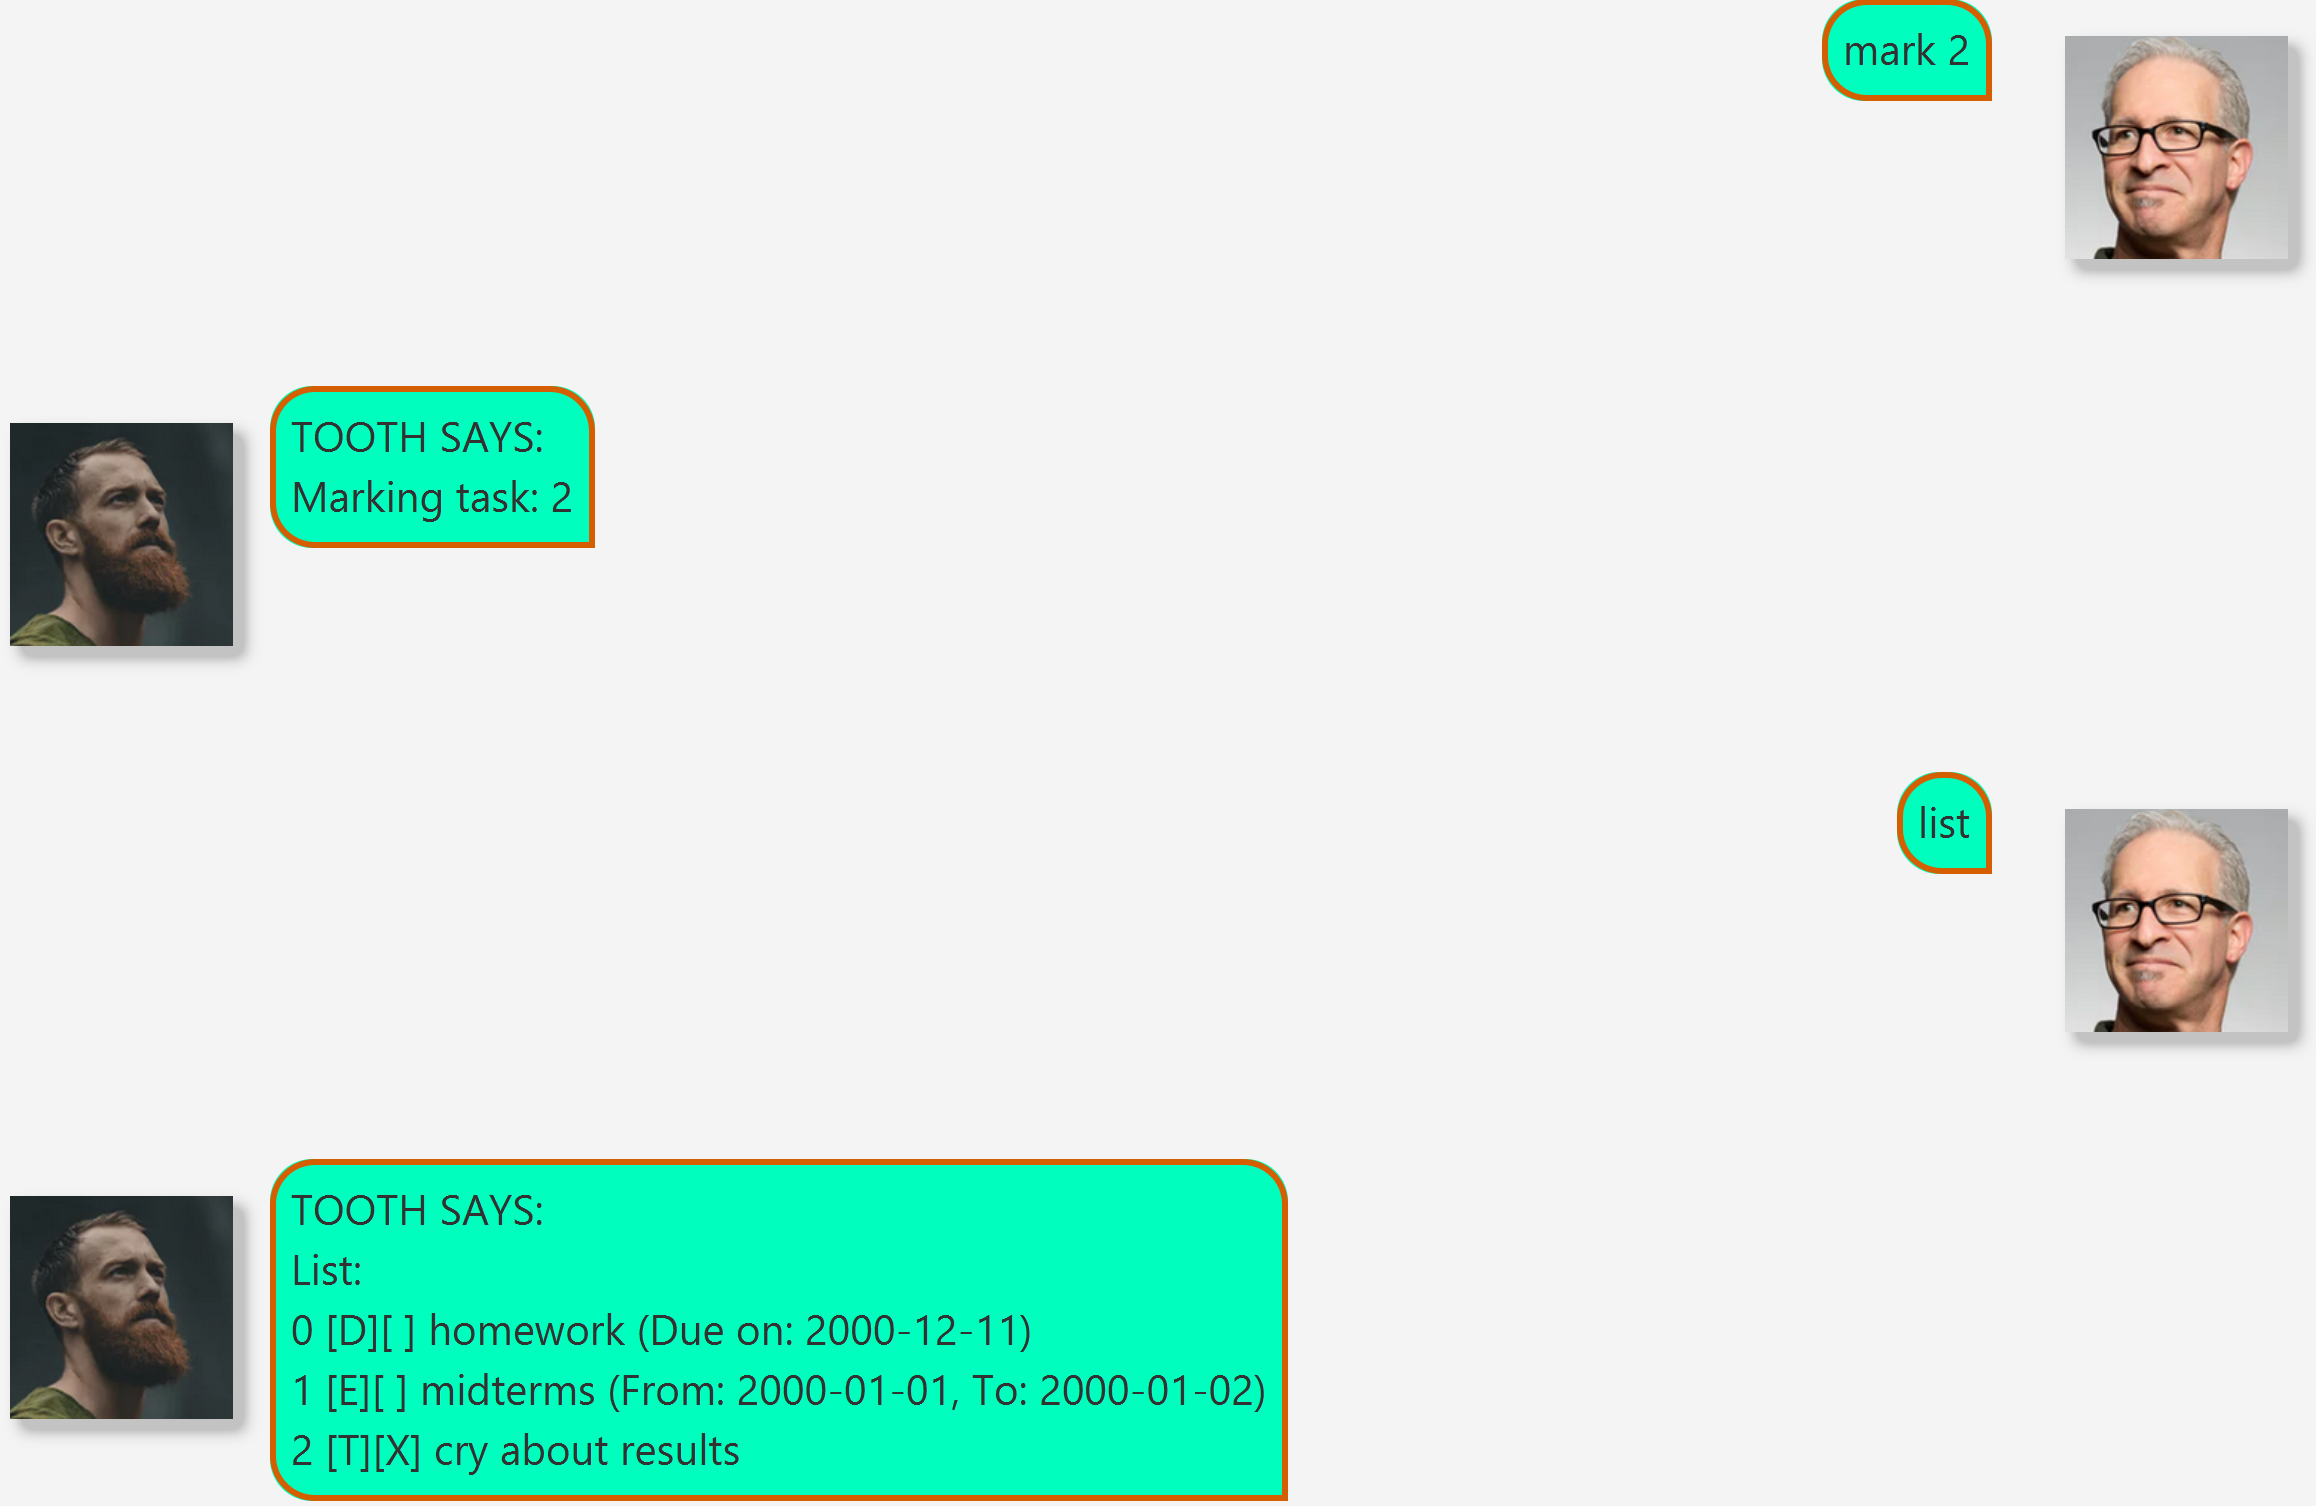 mark 2
TOOTH SAYS:
Marking task: 2
list
TOOTH SAYS:
List:
0 [D][ ] homework (Due on: 2000-12-11)
1 [E][ ] midterms (From: 2000-01-01, To: 2000-01-02)
2 [T][X] cry about results